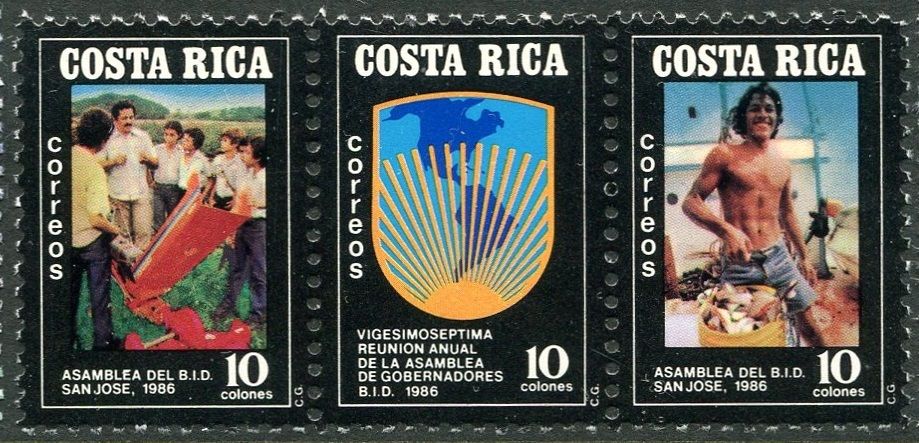 COSTA RICA
correos
ASAMBLEA DEL B.I.D.
SAN JOSE, 1986
10
colones
C.G.
COSTA RICA
correos
VIGESIMOSEPTIMA
REUNION ANUAL
DE LA ASAMBLEA
DE GOBERNADORES
B.I.D. 1986
10
colones
C.G.
COSTA RICA
correos
ASAMBLEA DEL B.I.D.
SAN JOSE, 1986
10
colones
C.G.